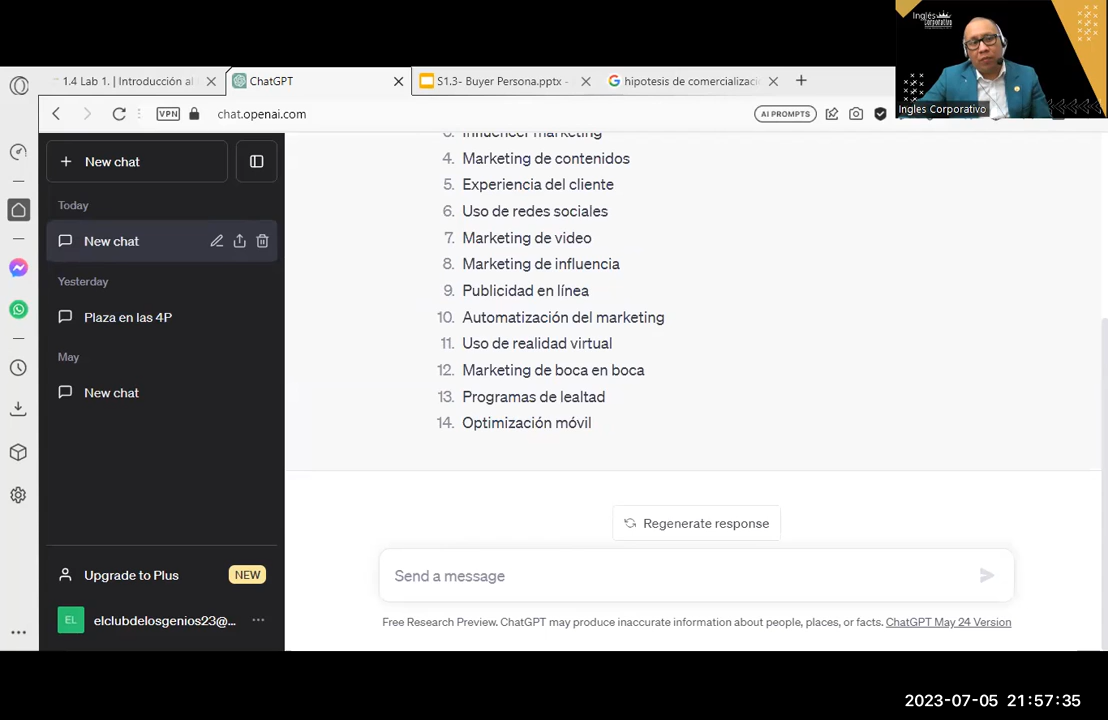 Inglés
Corporativo
Ingles Corporativo
1.4 Lab 1. | Introducción al
ChatGPT
S1.3- Buyer Persona.pptx -
hipotesis de comercializaci
VPN
chat.openai.com
AI PROMPTS
New chat
Today
New chat
Yesterday
Plaza en las 4P
May
New chat
Upgrade to Plus
NEW
EL
elclubdelosgenios23@...
3. Influencer marketing
4. Marketing de contenidos
5. Experiencia del cliente
6. Uso de redes sociales
7. Marketing de video
8. Marketing de influencia
9. Publicidad en línea
10. Automatización del marketing
11. Uso de realidad virtual
12. Marketing de boca en boca
13. Programas de lealtad
14. Optimización móvil
Regenerate response
Send a message
Free Research Preview. ChatGPT may produce inaccurate information about people, places, or facts. ChatGPT May 24 Version
2023-07-05 21:57:35